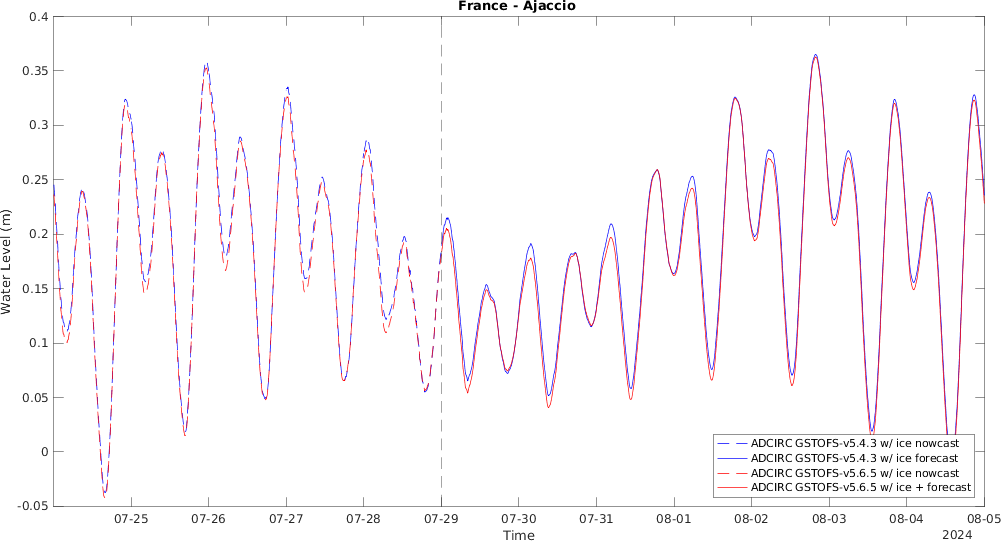 France - Ajaccio
0.4
0.35
0.3
0.25
0.2
0.15
0.1
0.05
0
-0.05
Water Level (m)
07-25 07-26 07-27 07-28 07-29 07-30 07-31 08-01 08-02 08-03 08-04 08-05
Time
2024
ADCIRC GSTOFS-v5.4.3 w/ ice nowcast
ADCIRC GSTOFS-v5.4.3 w/ ice forecast
ADCIRC GSTOFS-v5.6.5 w/ ice nowcast
ADCIRC GSTOFS-v5.6.5 w/ ice + forecast